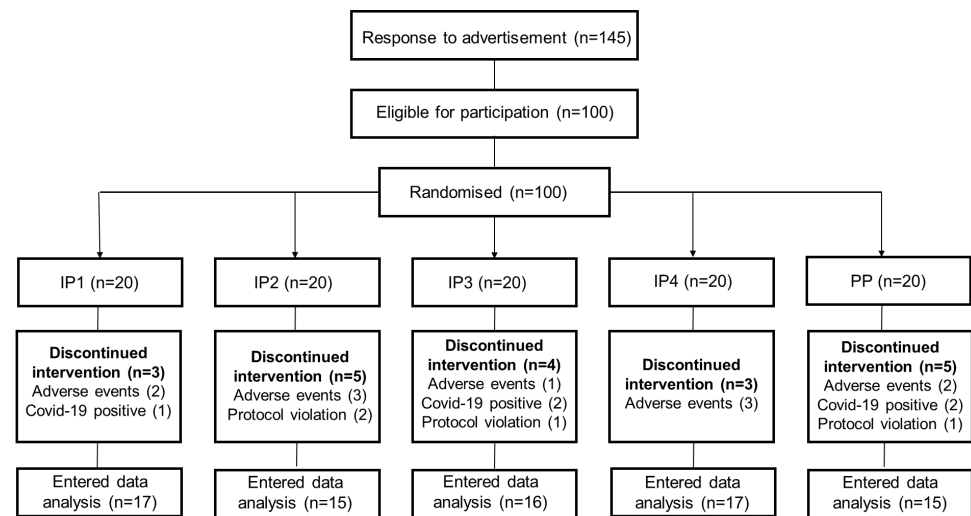 Response to advertisement (n=145)
Eligible for participation (n=100)
Randomised (n=100)
IP1 (n=20)
IP2 (n=20)
IP3 (n=20)
IP4 (n=20)
PP (n=20)
Discontinued
intervention (n=3)
Adverse events (2)
Covid-19 positive (1)
Discontinued
intervention (n=5)
Adverse events (3)
Protocol violation (2)
Discontinued
intervention (n=4)
Adverse events (1)
Covid-19 positive (2)
Protocol violation (1)
Discontinued
intervention (n=3)
Adverse events (3)
Discontinued
intervention (n=5)
Adverse events (2)
Covid-19 positive (2)
Protocol violation (1)
Entered data
analysis (n=17)
Entered data
analysis (n=15)
Entered data
analysis (n=16)
Entered data
analysis (n=17)
Entered data
analysis (n=15)